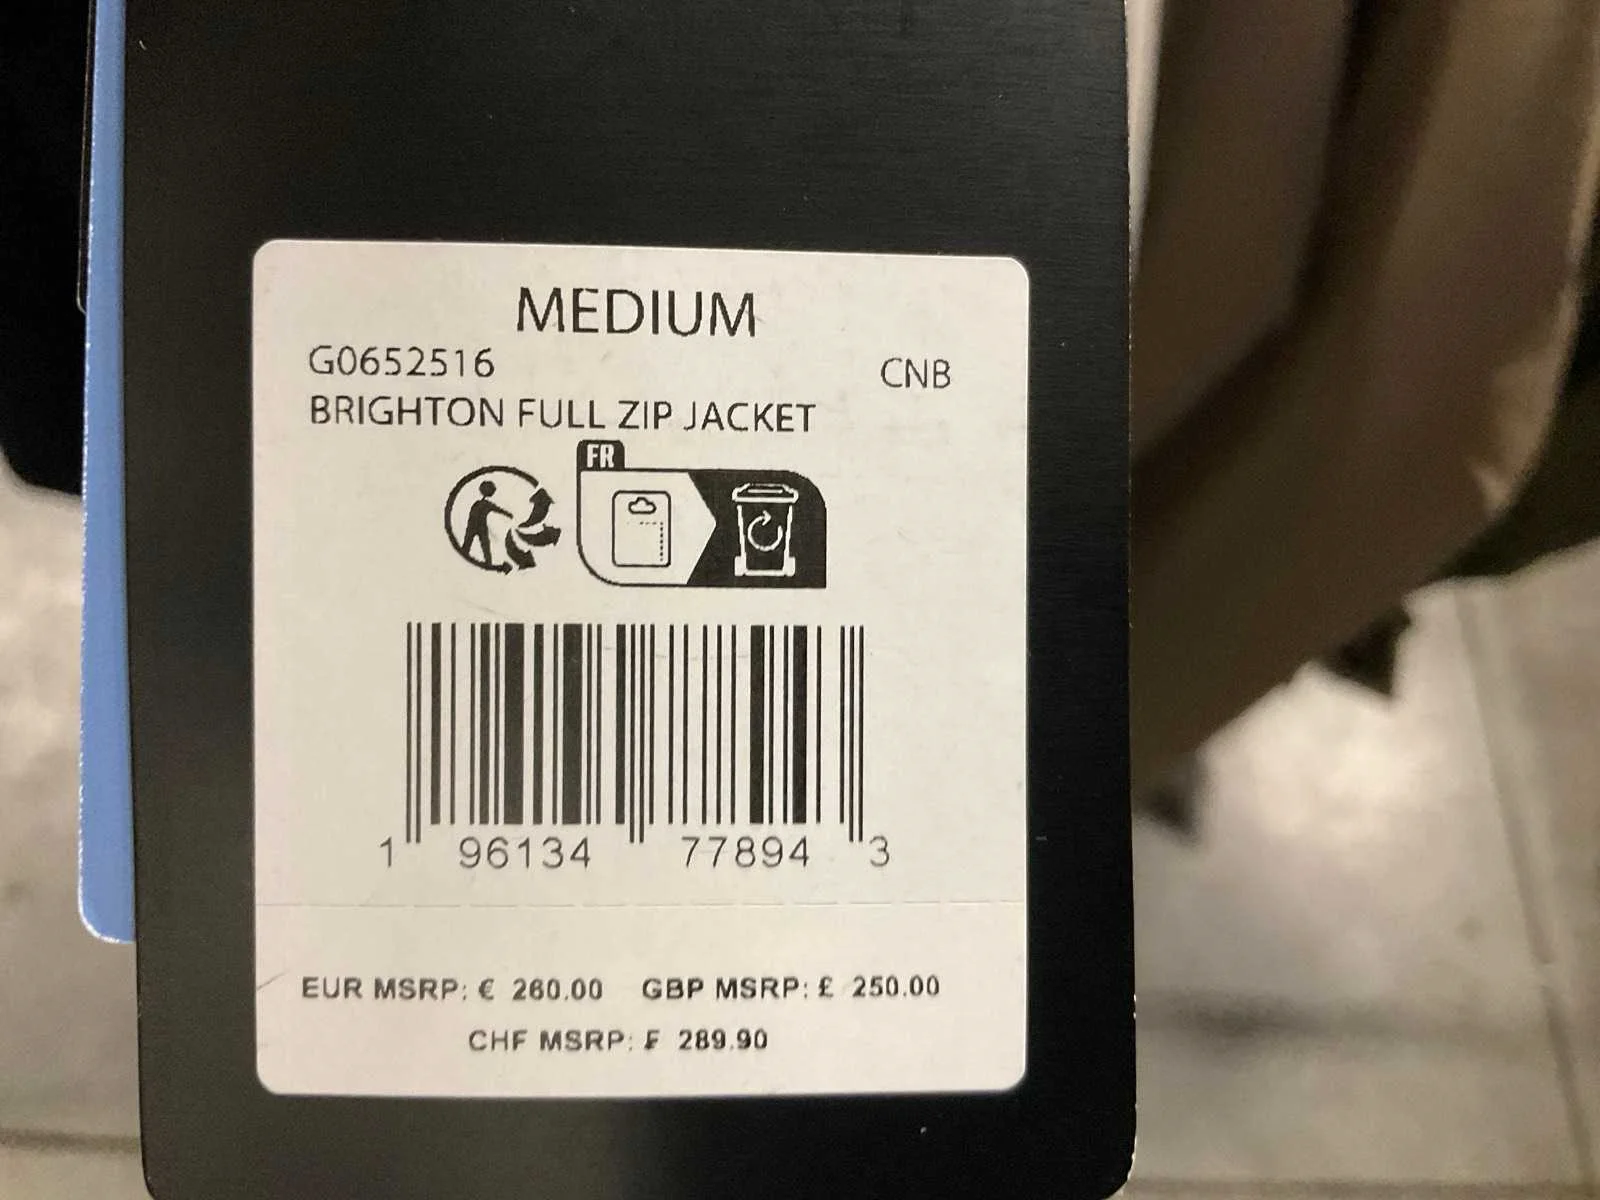 MEDIUM
G0652516 CNB
BRIGHTON FULL ZIP JACKET
FR
1 96134 77894 3
EUR MSRP: € 260.00 GBP MSRP: £ 250.00
CHF MSRP: ₣ 289.90